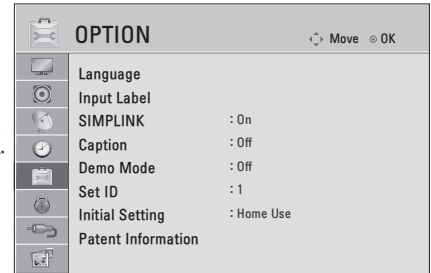 OPTION
Move OK
Language
Input Label
SIMPLINK : On
Caption : Off
Demo Mode : Off
Set ID : 1
Initial Setting : Home Use
Patent Information